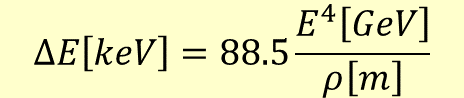 ΔE[keV] = 88.5 E⁴[GeV] / ρ[m]